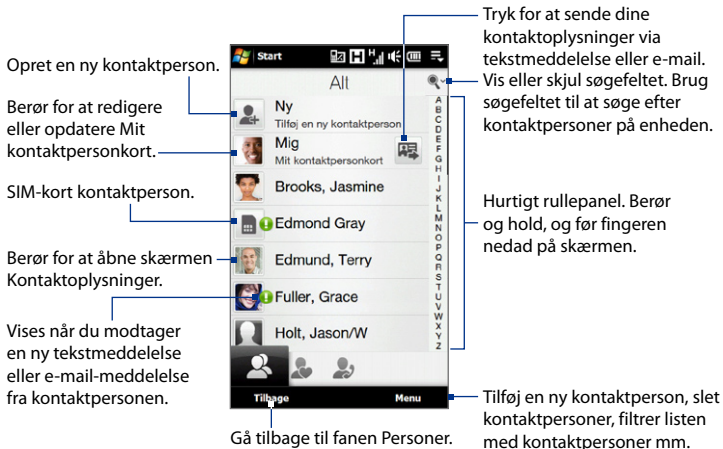 Opret en ny kontaktperson.
Berør for at redigere
eller opdatere Mit
kontaktpersonkort.
SIM-kort kontaktperson.
Berør for at åbne skærmen
Kontaktoplysninger.
Vises når du modtager
en ny tekstmeddelelse
eller e-mail-meddelelse
fra kontaktpersonen.
Start
H
H
Alt
Ny
Tilføj en ny kontaktperson
Mig
Mit kontaktpersonkort
Brooks, Jasmine
Edmond Gray
Edmund, Terry
Fuller, Grace
Holt, Jason/W
A
B
C
D
E
F
G
H
I
J
K
L
M
N
O
P
Q
R
S
T
U
V
W
X
Y
Z
Tilbage
Menu
Gå tilbage til fanen Personer.
Tryk for at sende dine
kontaktoplysninger via
tekstmeddelelse eller e-mail.
Vis eller skjul søgefeltet. Brug
søgefeltet til at søge efter
kontaktpersoner på enheden.
Hurtigt rullepanel. Berør
og hold, og før fingeren
nedad på skærmen.
Tilføj en ny kontaktperson, slet
kontaktpersoner, filtrer listen
med kontaktpersoner mm.